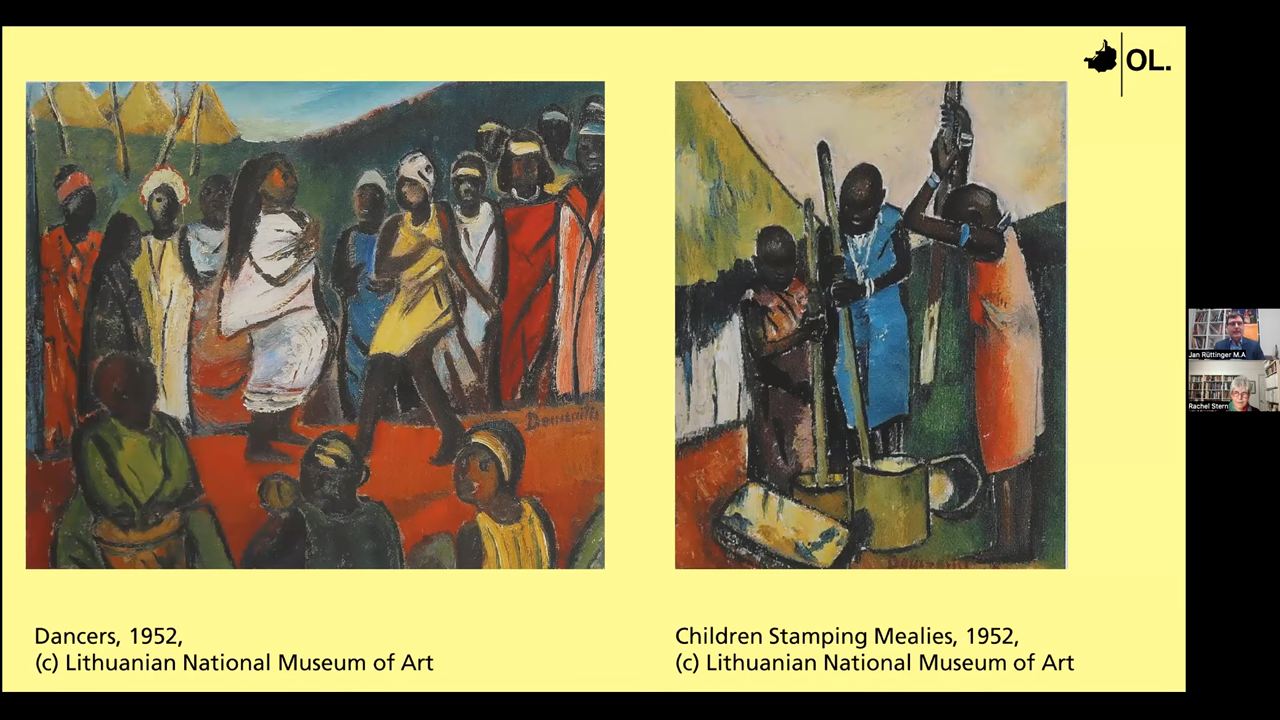 OL.
Domsaitis
Dancers, 1952,
(c) Lithuanian National Museum of Art
Children Stamping Mealies, 1952,
(c) Lithuanian National Museum of Art
Jan Rüttinger M.A
Rachel Stern